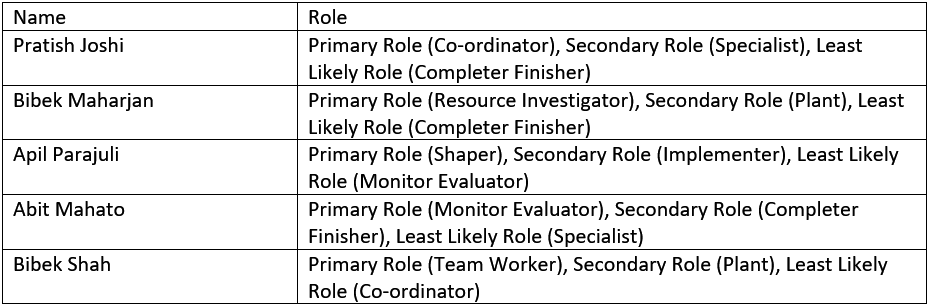 Name Role
Pratish Joshi Primary Role (Co-ordinator), Secondary Role (Specialist), Least
Likely Role (Completer Finisher)
Bibek Maharjan Primary Role (Resource Investigator), Secondary Role (Plant), Least
Likely Role (Completer Finisher)
Apil Parajuli Primary Role (Shaper), Secondary Role (Implementer), Least Likely
Role (Monitor Evaluator)
Abit Mahato Primary Role (Monitor Evaluator), Secondary Role (Completer
Finisher), Least Likely Role (Specialist)
Bibek Shah Primary Role (Team Worker), Secondary Role (Plant), Least Likely
Role (Co-ordinator)